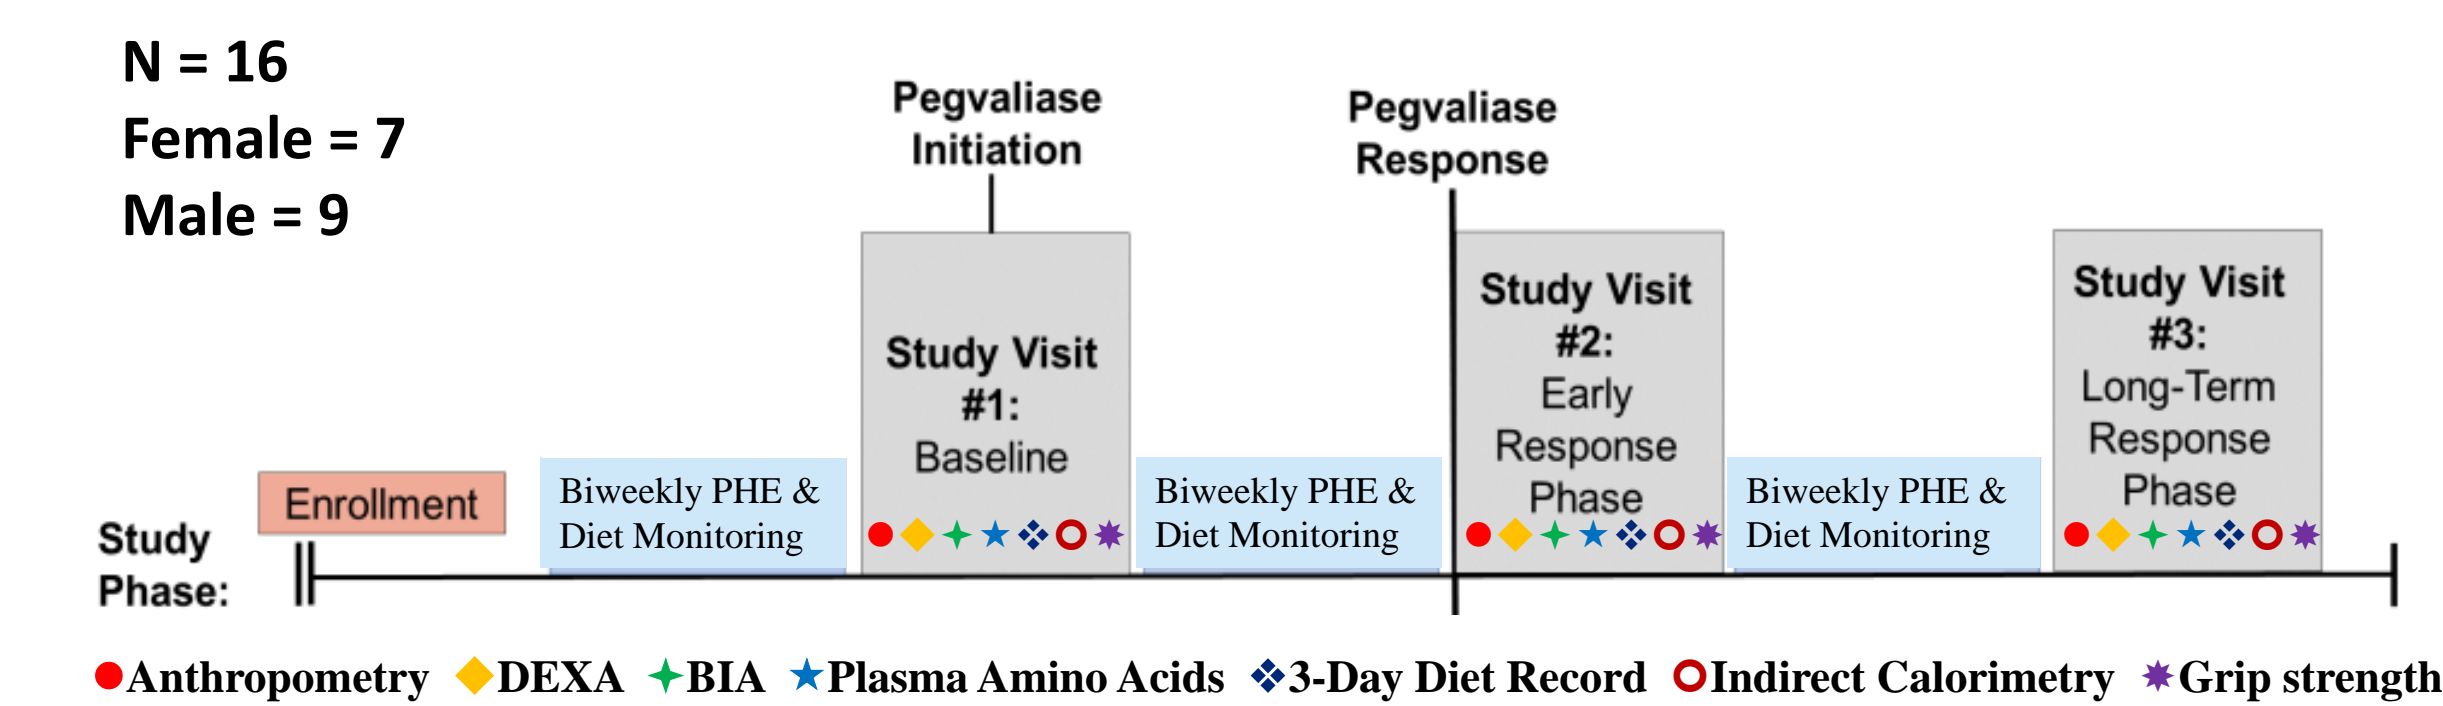 N = 16
Female = 7
Male = 9
Pegvaliase
Initiation
Pegvaliase
Response
Enrollment
Biweekly PHE &
Diet Monitoring
Study Visit
#1:
Baseline
Biweekly PHE &
Diet Monitoring
Study Visit
#2:
Early
Response
Phase
Biweekly PHE &
Diet Monitoring
Study Visit
#3:
Long-Term
Response
Phase
Study
Phase:
Anthropometry DEXA BIA Plasma Amino Acids 3-Day Diet Record Indirect Calorimetry Grip strength